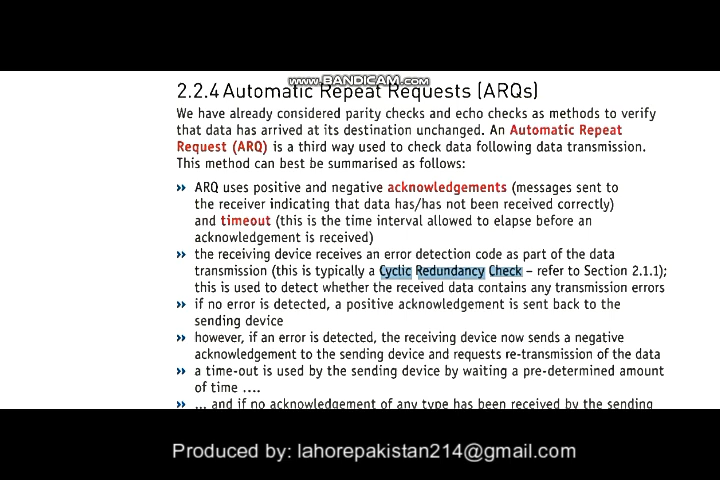 www.BANDICAM.com
2.2.4 Automatic Repeat Requests (ARQs)
We have already considered parity checks and echo checks as methods to verify
that data has arrived at its destination unchanged. An Automatic Repeat
Request (ARQ) is a third way used to check data following data transmission.
This method can best be summarised as follows:
» ARQ uses positive and negative acknowledgements (messages sent to
the receiver indicating that data has/has not been received correctly)
and timeout (this is the time interval allowed to elapse before an
acknowledgement is received)
» the receiving device receives an error detection code as part of the data
transmission (this is typically a Cyclic Redundancy Check – refer to Section 2.1.1);
this is used to detect whether the received data contains any transmission errors
» if no error is detected, a positive acknowledgement is sent back to the
sending device
» however, if an error is detected, the receiving device now sends a negative
acknowledgement to the sending device and requests re-transmission of the data
» a time-out is used by the sending device by waiting a pre-determined amount
of time ....
» ... and if no acknowledgement of any type has been received by the sending
Produced by: lahorepakistan214@gmail.com